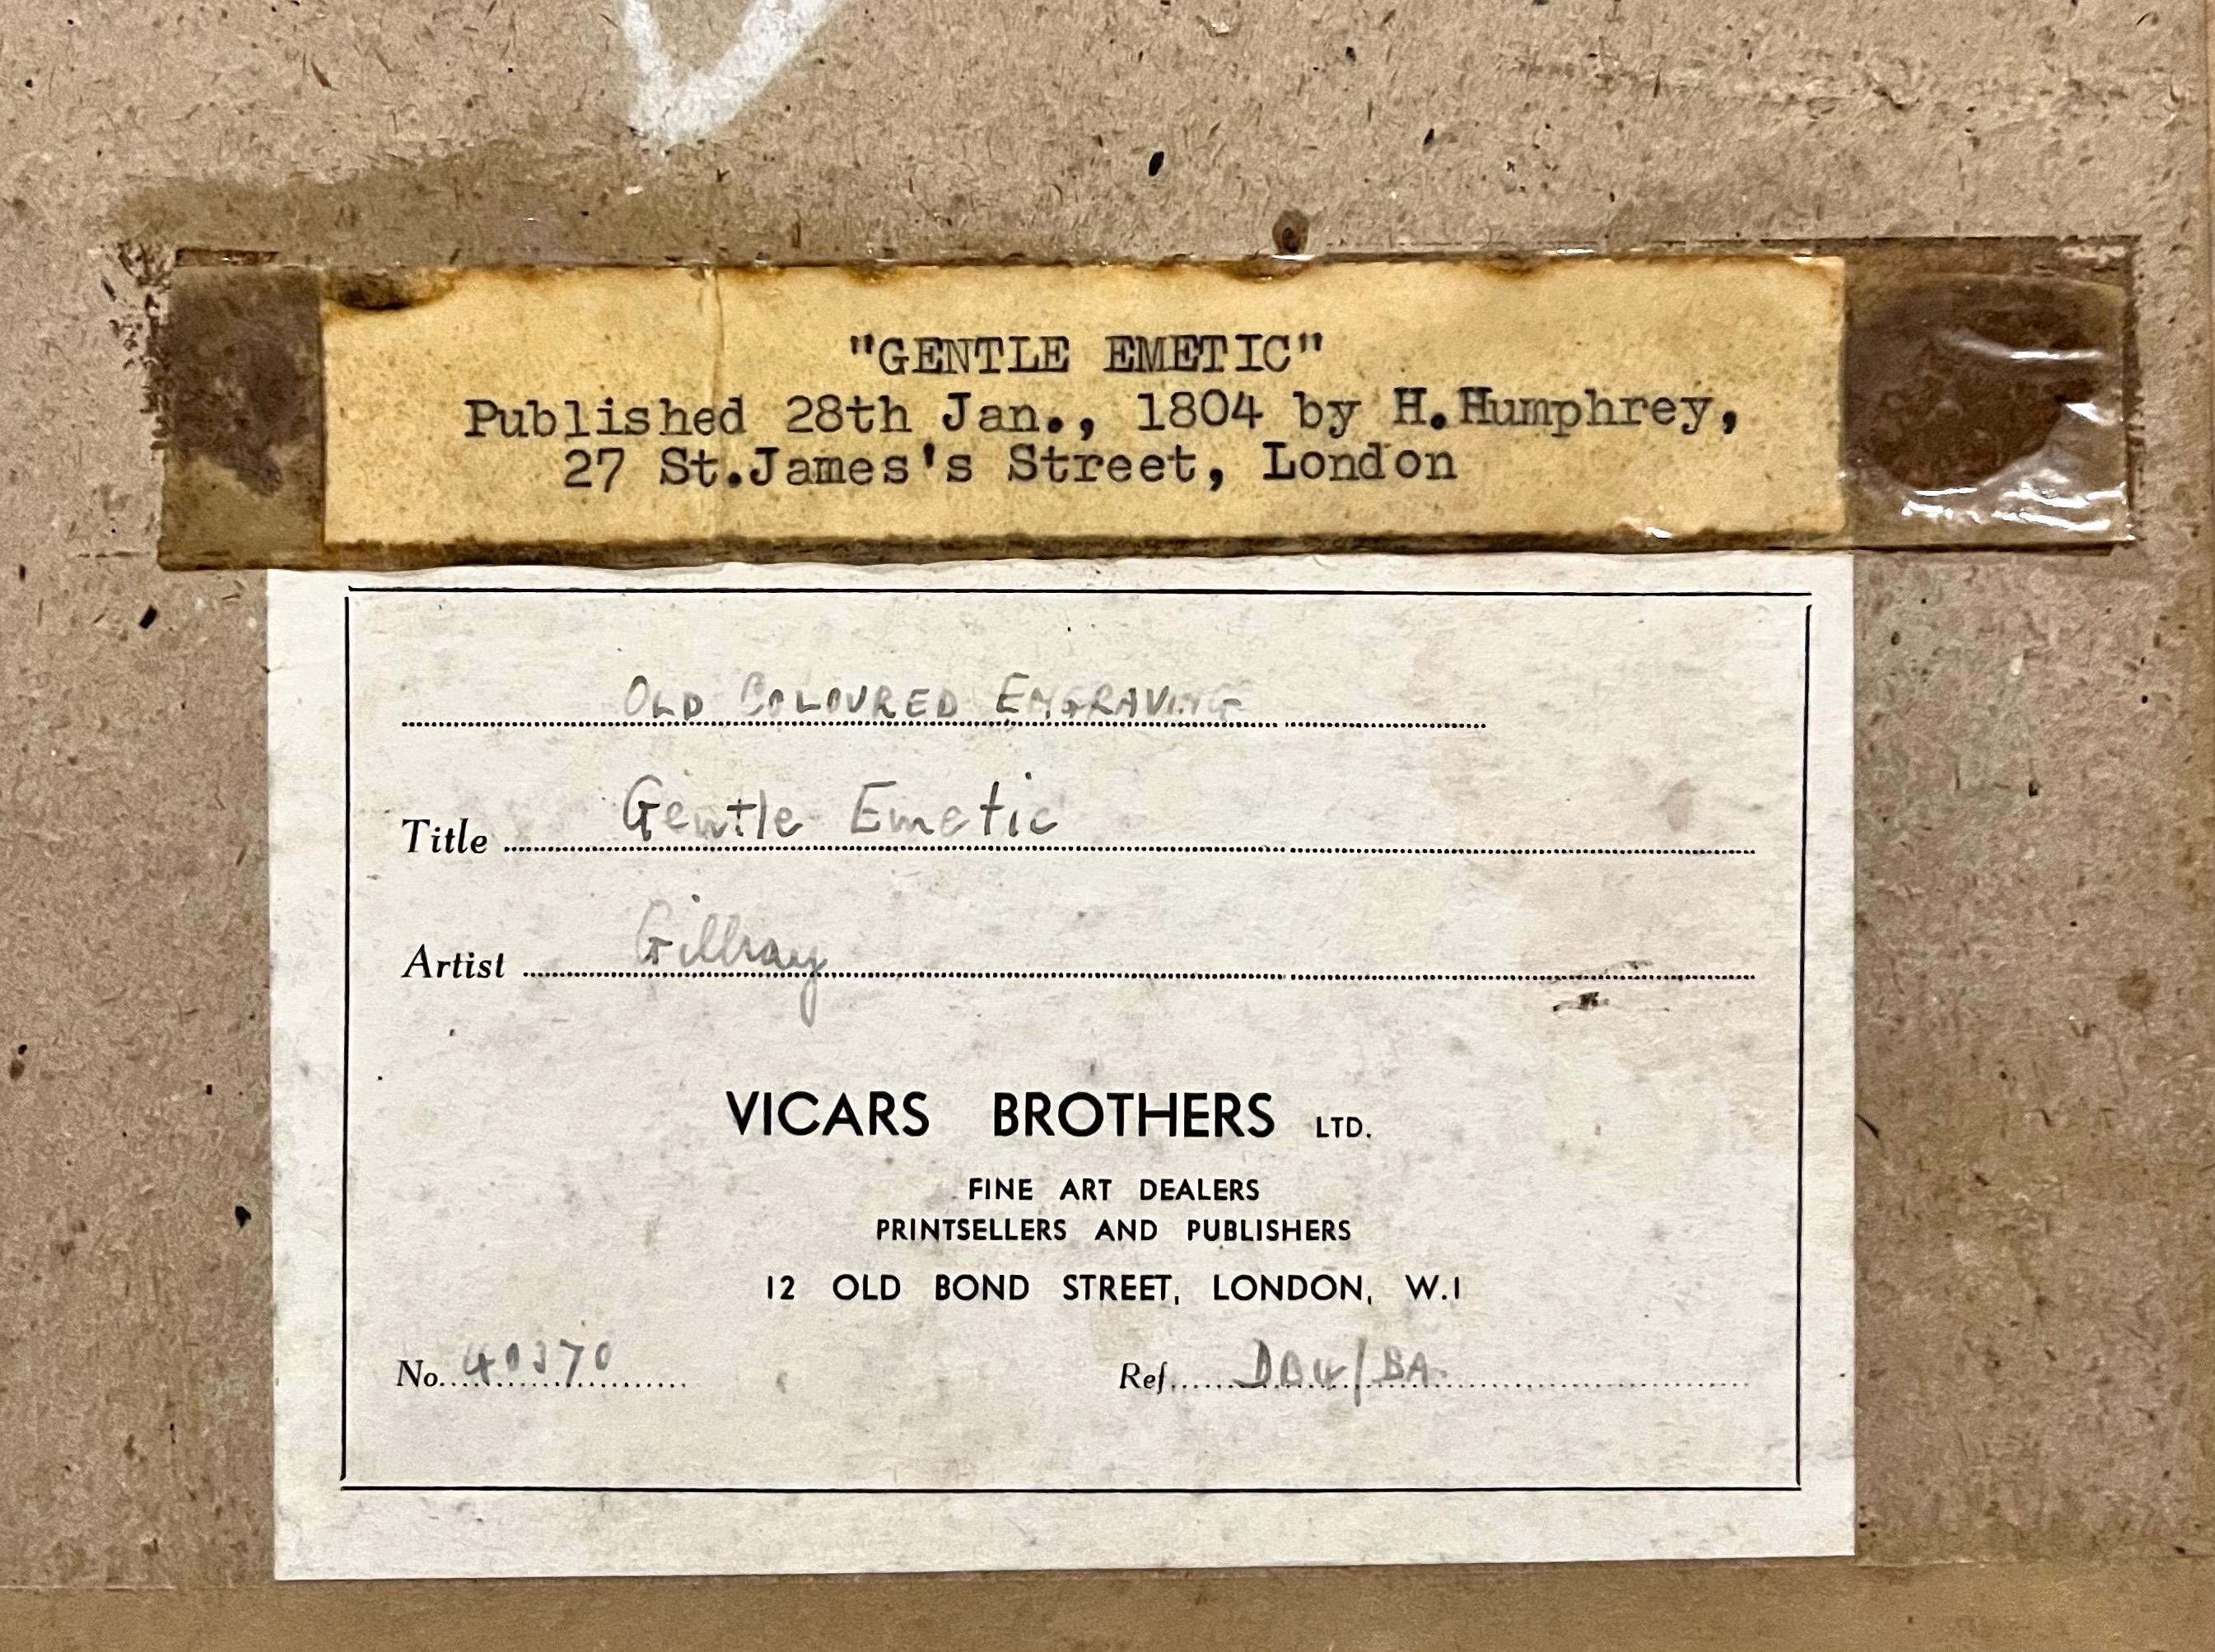 "GENTLE EMETIC"
Published 28th Jan., 1804 by H.Humphrey,
27 St.James's Street, London
OLD COLOURED ENGRAVING
Title Gentle Emetic
Artist Gillray
VICARS BROTHERS LTD.
FINE ART DEALERS
PRINTSELLERS AND PUBLISHERS
12 OLD BOND STREET, LONDON, W.1
No. 40370
Ref. /BA